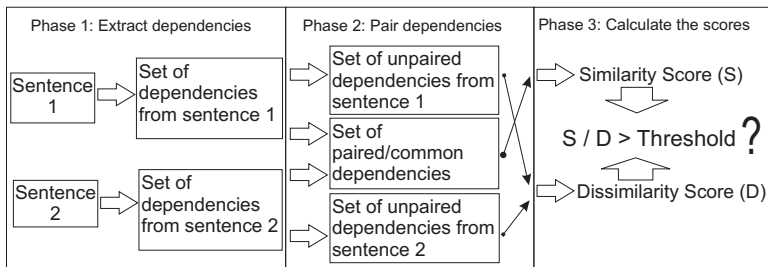 Phase 1: Extract dependencies
Sentence
1
Set of
dependencies
from sentence 1
Sentence
2
Set of
dependencies
from sentence 2
Phase 2: Pair dependencies
Set of unpaired
dependencies from
sentence 1
Set of
paired/common
dependencies
Set of unpaired
dependencies from
sentence 2
Phase 3: Calculate the scores
Similarity Score (S)
S / D > Threshold ?
Dissimilarity Score (D)